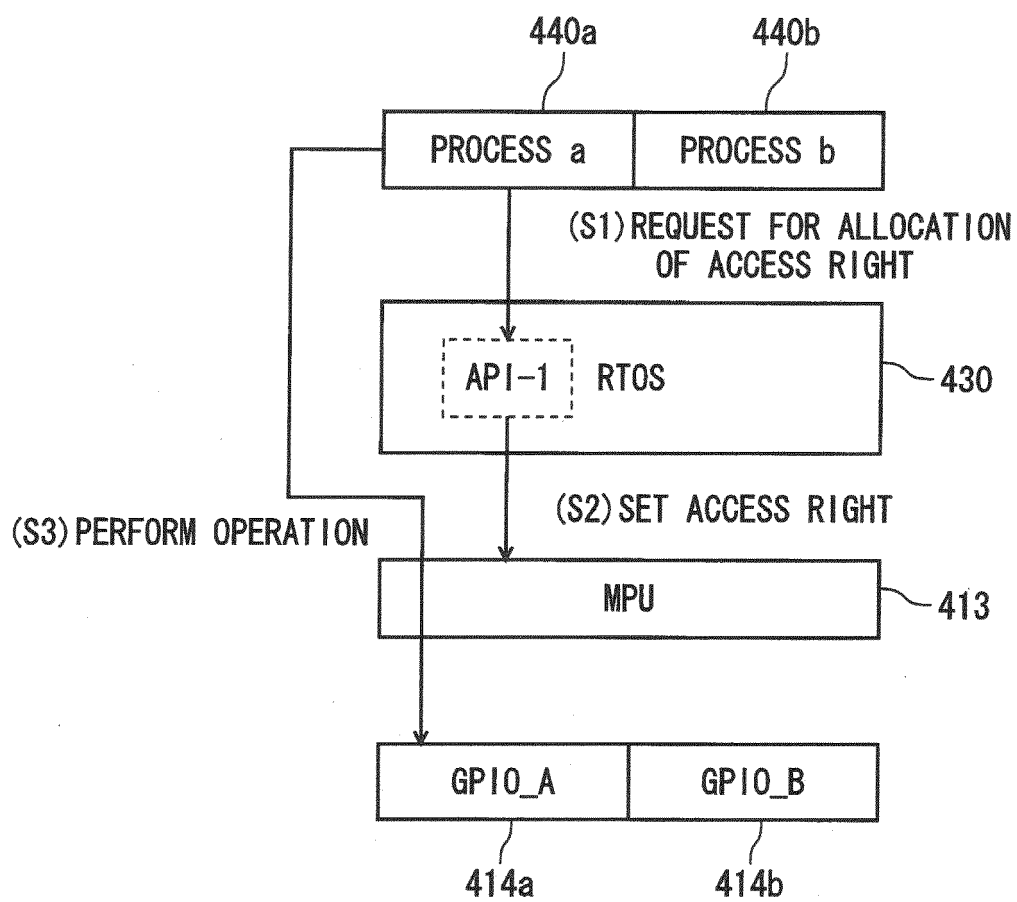 440a 440b
PROCESS a PROCESS b
(S1)REQUEST FOR ALLOCATION
OF ACCESS RIGHT
API-1 RTOS
430
(S2)SET ACCESS RIGHT
(S3)PERFORM OPERATION
MPU
413
GPIO_A GPIO_B
414a 414b